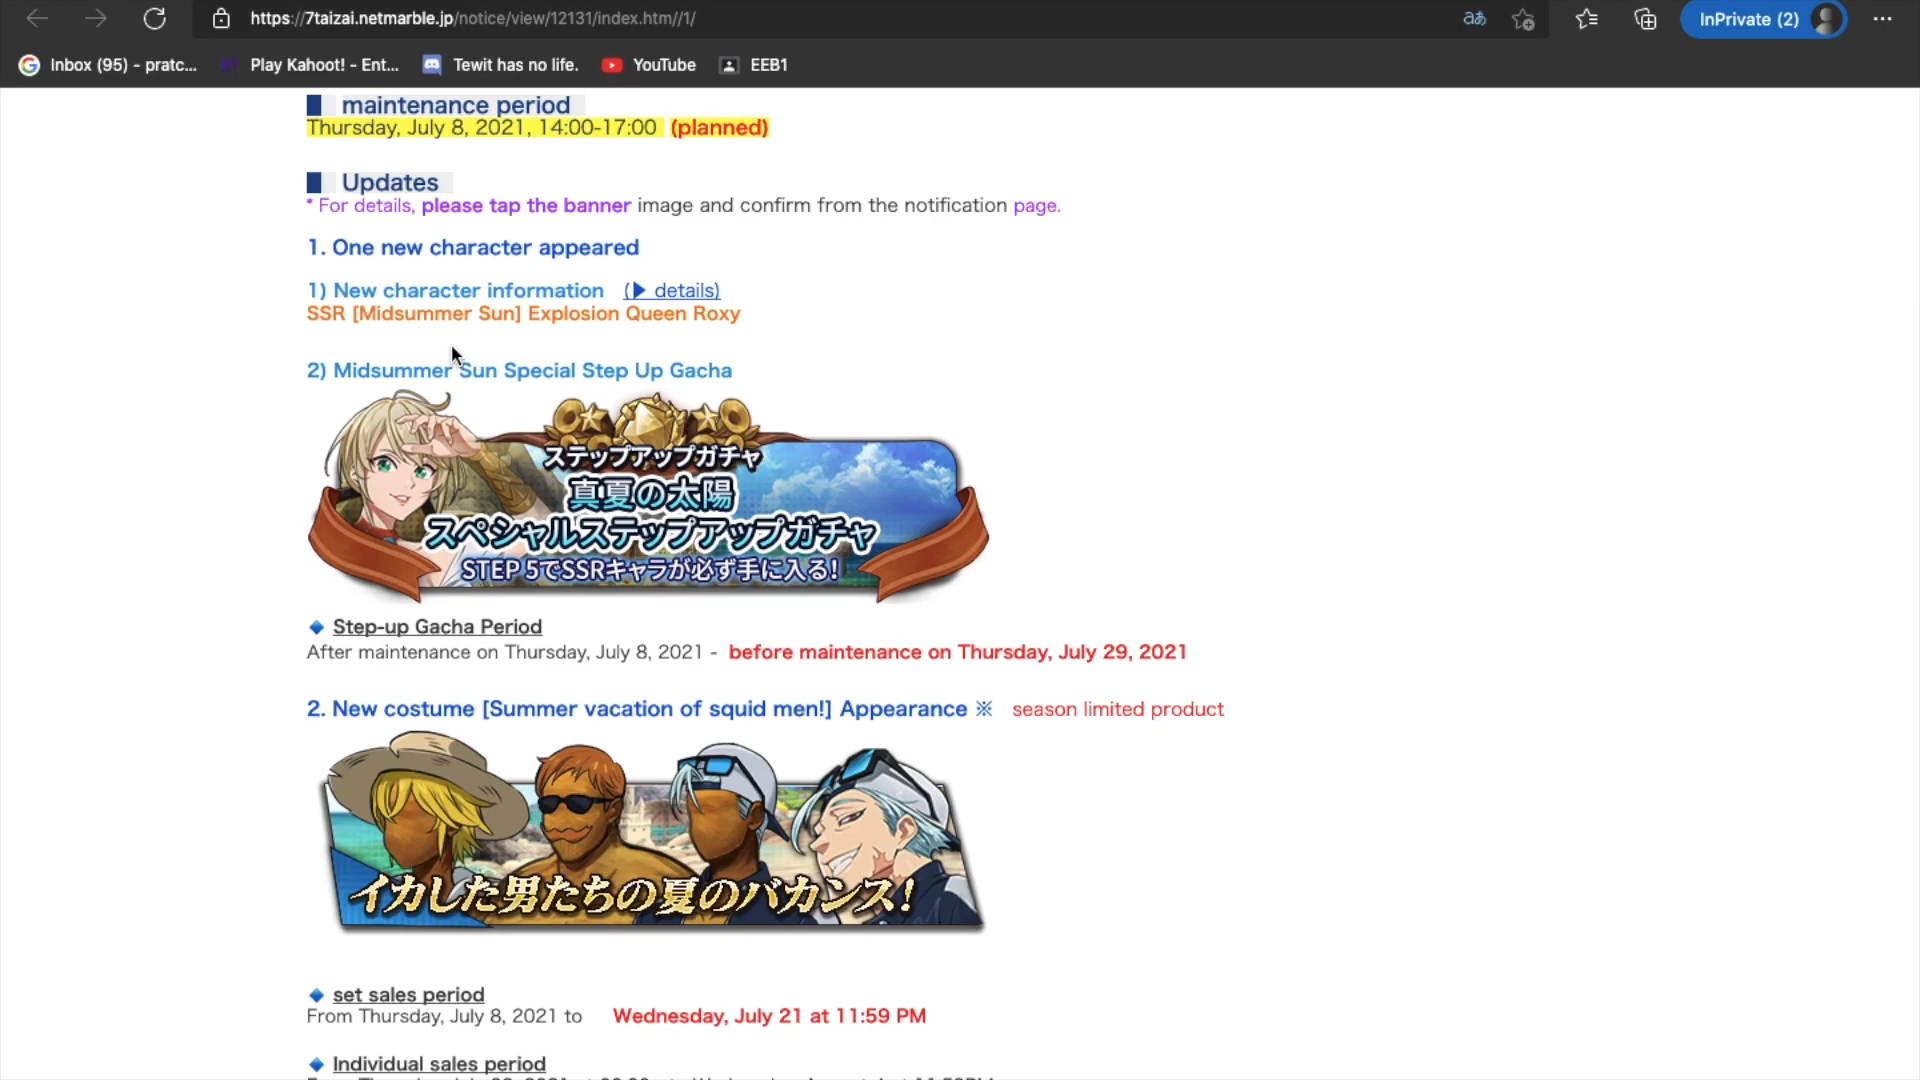 https://7taizai.netmarble.jp/notice/view/12131/index.htm//1/
aあ
InPrivate (2)
Inbox (95) - pratc...
Play Kahoot! - Ent...
Tewit has no life.
YouTube
EEB1
maintenance period
Thursday, July 8, 2021, 14:00-17:00 (planned)
Updates
* For details, please tap the banner image and confirm from the notification page.
1. One new character appeared
1) New character information (▶ details)
SSR [Midsummer Sun] Explosion Queen Roxy
2) Midsummer Sun Special Step Up Gacha
ステップアップガチャ
真夏の太陽
スペシャルステップアップガチャ
STEP 5でSSRキャラが必ず手に入る!
Step-up Gacha Period
After maintenance on Thursday, July 8, 2021 - before maintenance on Thursday, July 29, 2021
2. New costume [Summer vacation of squid men!] Appearance ※ season limited product
イカした男たちの夏のバカンス!
set sales period
From Thursday, July 8, 2021 to Wednesday, July 21 at 11:59 PM
Individual sales period